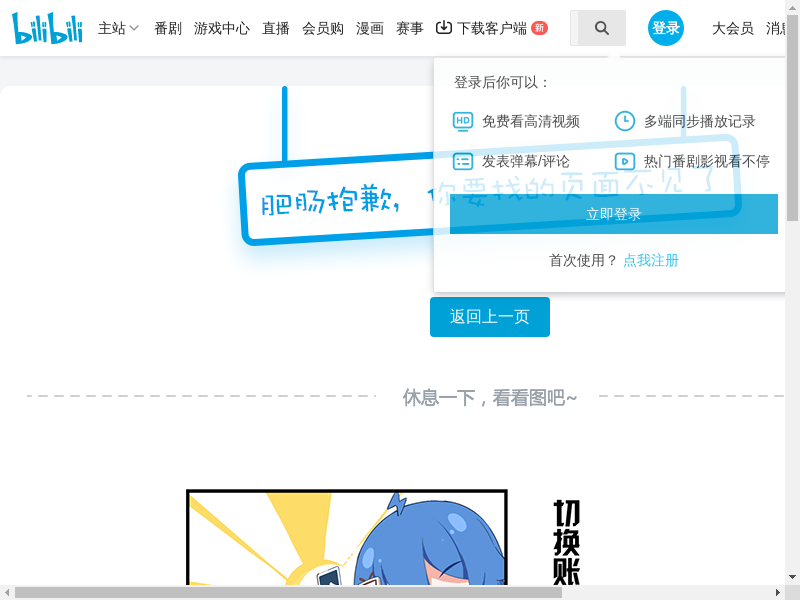 bilibili 主站 番剧 游戏中心 直播 会员购 漫画 赛事 下载客户端 新 登录 大会员 消息
登录后你可以：
HD 免费看高清视频 多端同步播放记录
发表弹幕/评论 热门番剧影视看不停
肥肠抱歉，你要找的页面不见了
立即登录
首次使用？ 点我注册
返回上一页
休息一下，看看图吧~
切换账